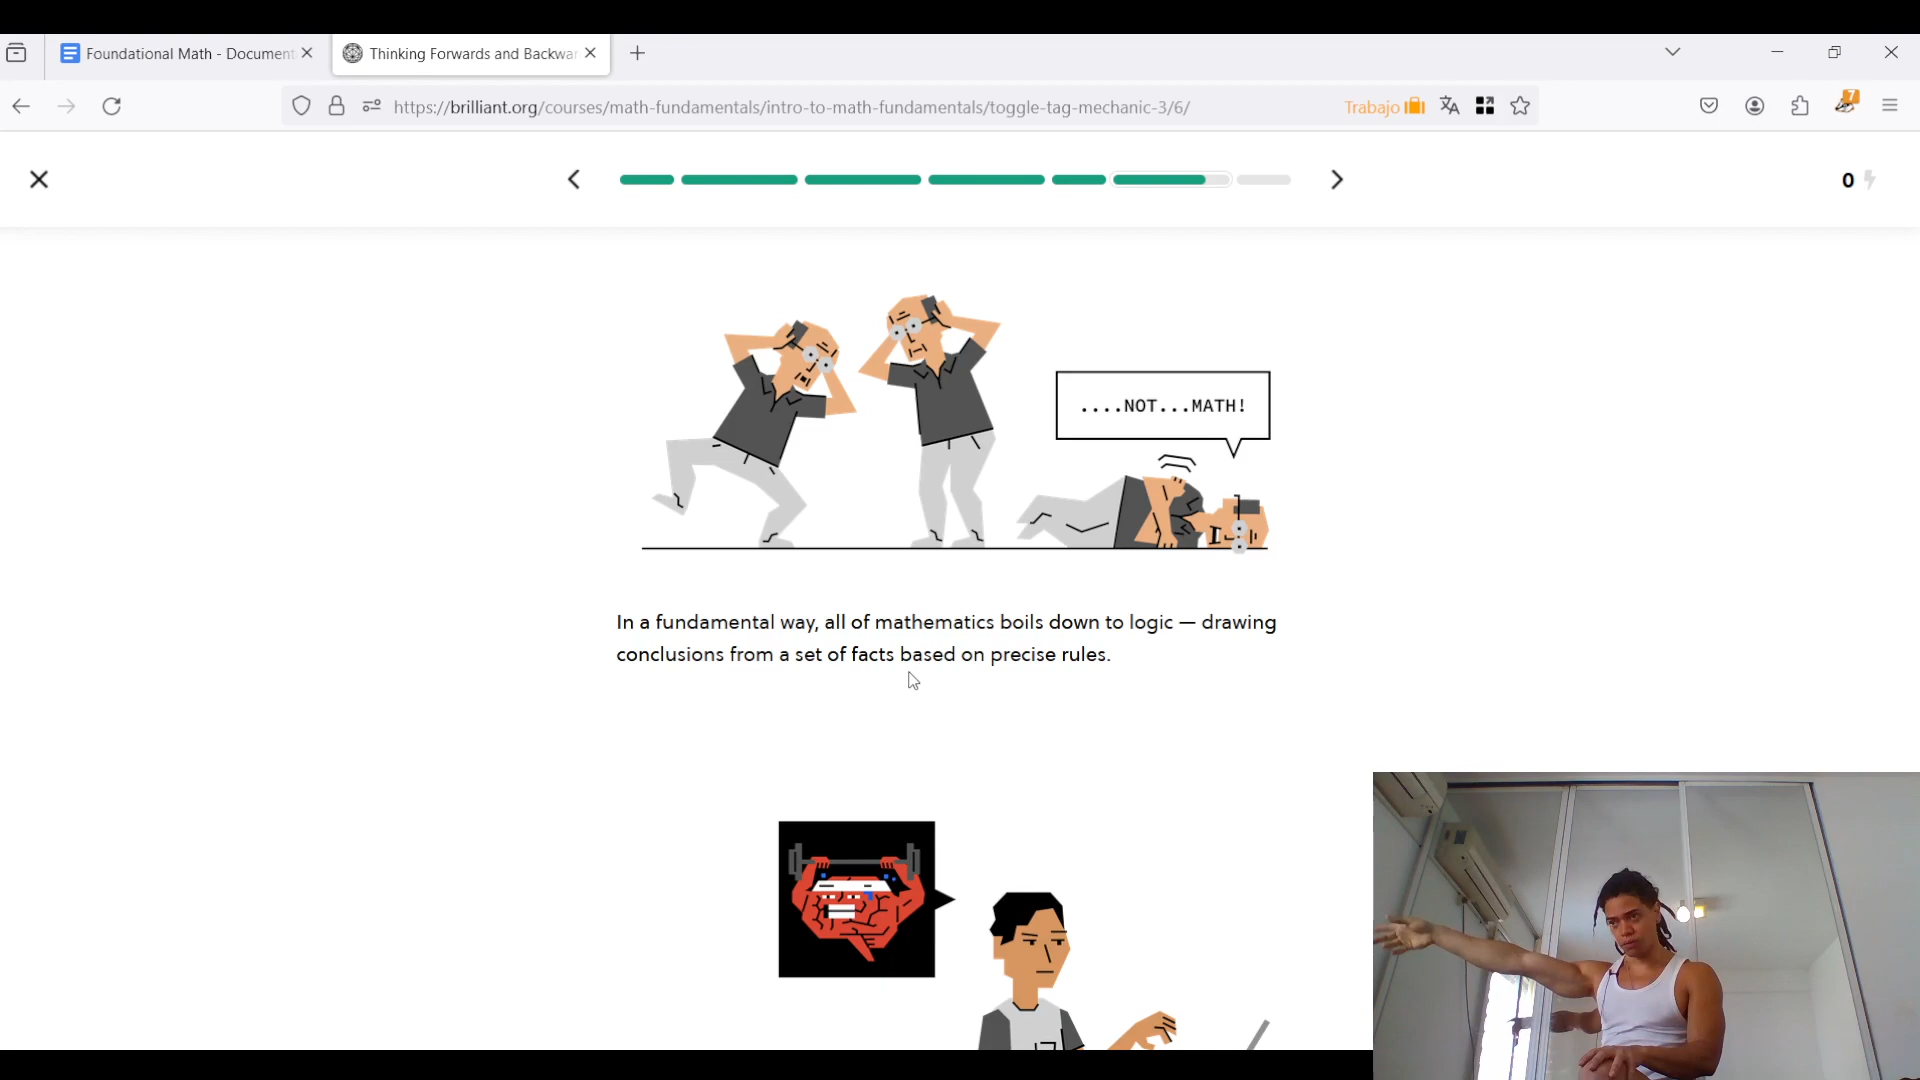 Foundational Math - Document
Thinking Forwards and Backwar
https://brilliant.org/courses/math-fundamentals/intro-to-math-fundamentals/toggle-tag-mechanic-3/6/
Trabajo
7
0
....NOT...MATH!
In a fundamental way, all of mathematics boils down to logic — drawing
conclusions from a set of facts based on precise rules.